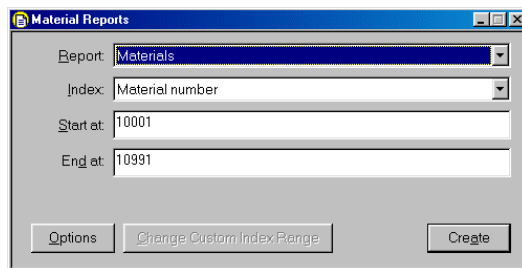 Material Reports
Report: Materials
Index: Material number
Start at: 10001
End at: 10991
Options Change Custom Index Range Create